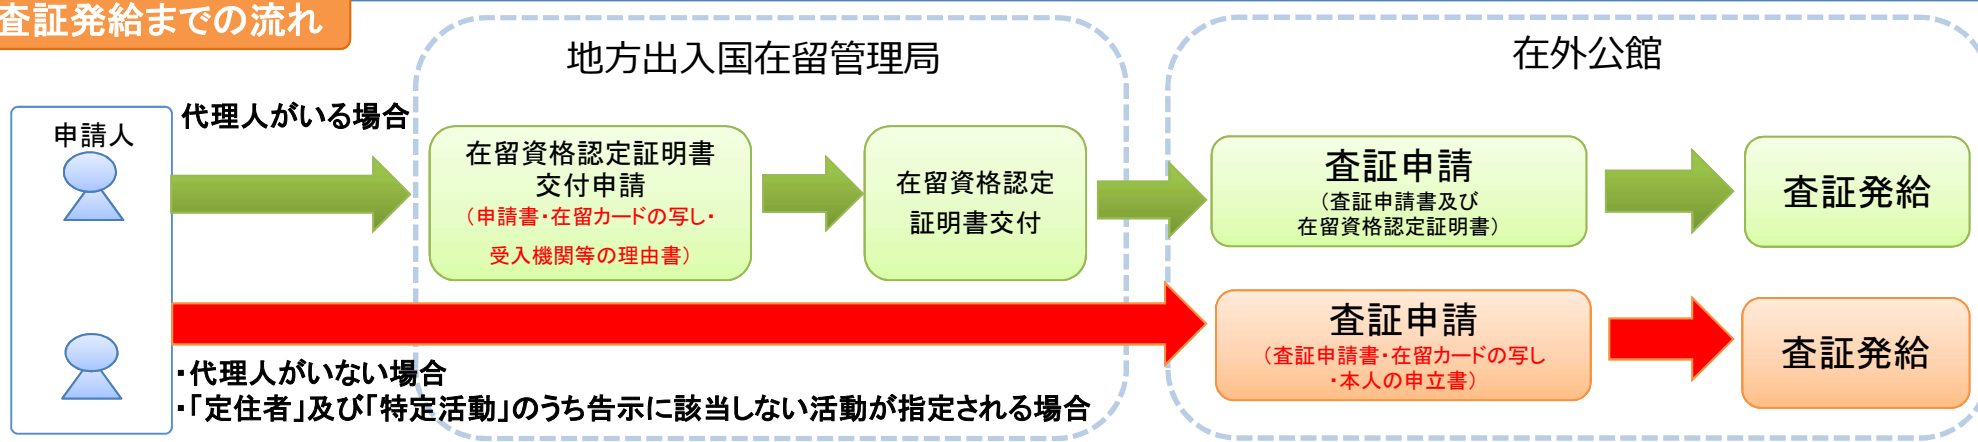 査証発給までの流れ
地方出入国在留管理局
在外公館
申請人
代理人がいる場合
在留資格認定証明書
交付申請
（申請書・在留カードの写し・
受入機関等の理由書）
在留資格認定
証明書交付
査証申請
（査証申請書及び
在留資格認定証明書）
査証発給
・代理人がいない場合
・「定住者」及び「特定活動」のうち告示に該当しない活動が指定される場合
査証申請
（査証申請書・在留カードの写し
・本人の申立書）
査証発給